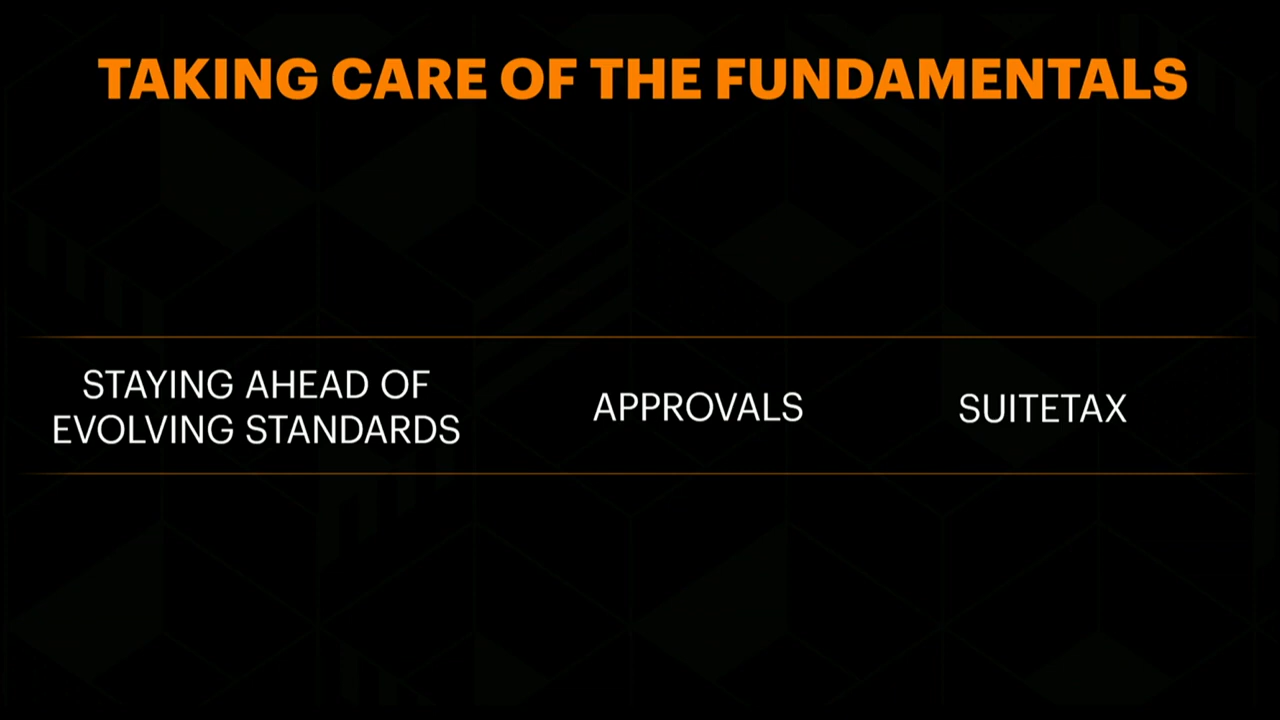 TAKING CARE OF THE FUNDAMENTALS
STAYING AHEAD OF
EVOLVING STANDARDS
APPROVALS
SUITETAX